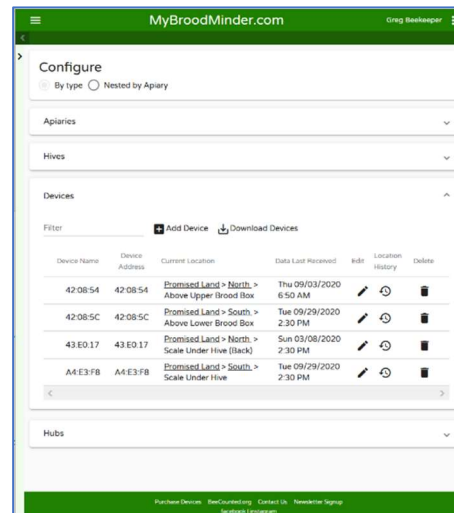 MyBroodMinder.com
Greg Beekeeper
Configure
By type
Nested by Apiary
Apiaries
Hives
Devices
Filter
Add Device
Download Devices
Device Name Device Address Current Location Data Last Received Edit Location History Delete
42:08:54 42:08:54 Promised Land > North > Above Upper Brood Box Thu 09/03/2020 6:50 AM
42:08:5C 42:08:5C Promised Land > South > Above Lower Brood Box Tue 09/29/2020 2:30 PM
43:E0:17 43:E0:17 Promised Land > North > Scale Under Hive (Back) Sun 03/08/2020 2:30 PM
A4:E3:F8 A4:E3:F8 Promised Land > South > Scale Under Hive Tue 09/29/2020 2:30 PM
Hubs
Purchase Devices BeeCounted.org Contact Us Newsletter Signup
facebook | instagram